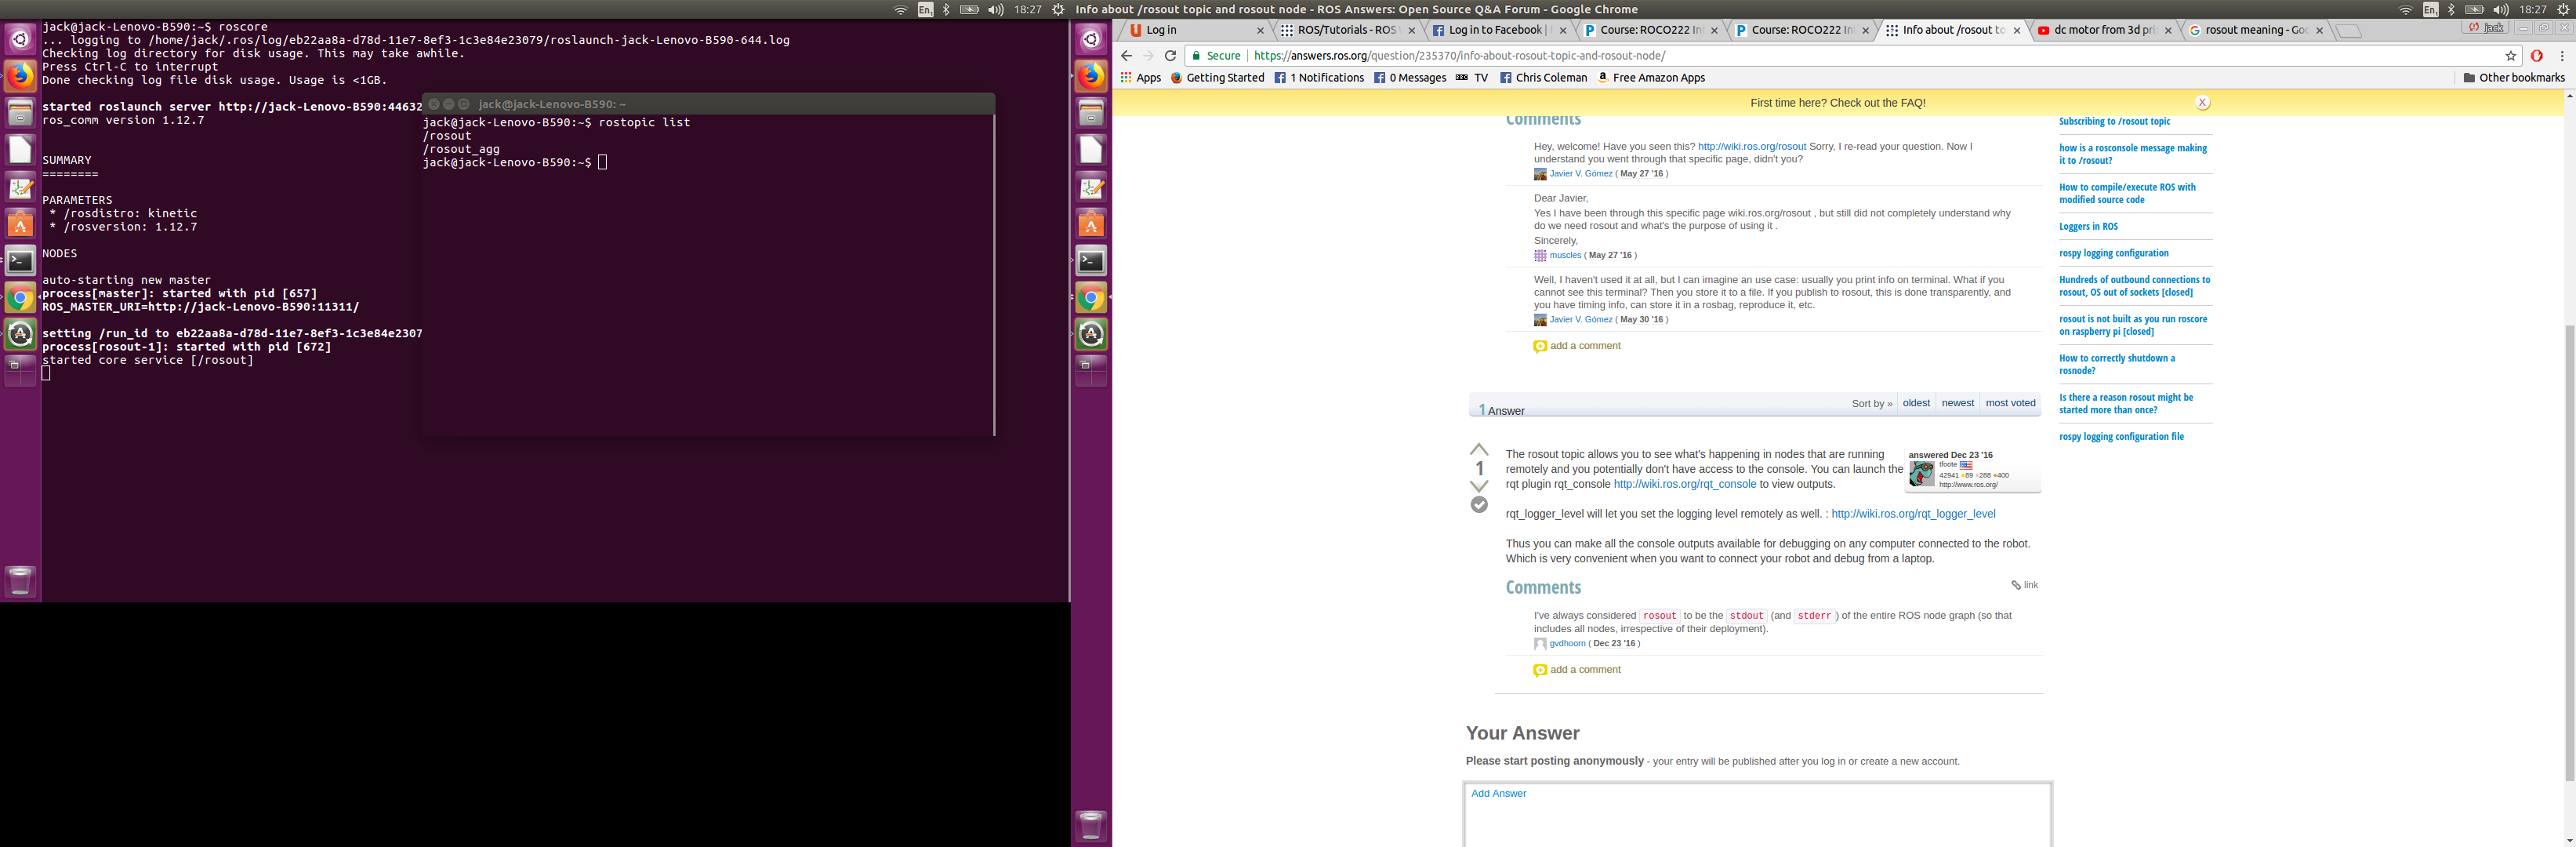 En1 18:27
jack@jack-Lenovo-B590:~$ roscore
... logging to /home/jack/.ros/log/eb22aa8a-d78d-11e7-8ef3-1c3e84e23079/roslaunch-jack-Lenovo-B590-644.log
Checking log directory for disk usage. This may take awhile.
Press Ctrl-C to interrupt
Done checking log file disk usage. Usage is <1GB.
started roslaunch server http://jack-Lenovo-B590:44632
ros_comm version 1.12.7
SUMMARY
========
PARAMETERS
* /rosdistro: kinetic
* /rosversion: 1.12.7
NODES
auto-starting new master
process[master]: started with pid [657]
ROS_MASTER_URI=http://jack-Lenovo-B590:11311/
setting /run_id to eb22aa8a-d78d-11e7-8ef3-1c3e84e2307
process[rosout-1]: started with pid [672]
started core service [/rosout]
jack@jack-Lenovo-B590: ~
jack@jack-Lenovo-B590:~$ rostopic list
/rosout
/rosout_agg
jack@jack-Lenovo-B590:~$
Info about /rosout topic and rosout node - ROS Answers: Open Source Q&A Forum - Google Chrome
En1 18:27
Log in
ROS/Tutorials - ROS
Log in to Facebook |
Course: ROCO222 In
Course: ROCO222 In
Info about /rosout to
dc motor from 3d pri
rosout meaning - Goo
jack
Secure https://answers.ros.org/question/235370/info-about-rosout-topic-and-rosout-node/
Apps Getting Started 1 Notifications 0 Messages BBC TV Chris Coleman Free Amazon Apps Other bookmarks
First time here? Check out the FAQ!
X
Comments
Hey, welcome! Have you seen this? http://wiki.ros.org/rosout Sorry, I re-read your question. Now I
understand you went through that specific page, didn't you?
Javier V. Gómez ( May 27 '16 )
Dear Javier,
Yes I have been through this specific page wiki.ros.org/rosout , but still did not completely understand why
do we need rosout and what's the purpose of using it .
Sincerely,
muscles ( May 27 '16 )
Well, I haven't used it at all, but I can imagine an use case: usually you print info on terminal. What if you
cannot see this terminal? Then you store it to a file. If you publish to rosout, this is done transparently, and
you have timing info, can store it in a rosbag, reproduce it, etc.
Javier V. Gómez ( May 30 '16 )
add a comment
1 Answer
Sort by » oldest newest most voted
1
The rosout topic allows you to see what's happening in nodes that are running
remotely and you potentially don't have access to the console. You can launch the
rqt plugin rqt_console http://wiki.ros.org/rqt_console to view outputs.
answered Dec 23 '16
tfoote
42941 ●89 ●288 ●400
http://www.ros.org/
rqt_logger_level will let you set the logging level remotely as well. : http://wiki.ros.org/rqt_logger_level
Thus you can make all the console outputs available for debugging on any computer connected to the robot.
Which is very convenient when you want to connect your robot and debug from a laptop.
Comments
link
I've always considered rosout to be the stdout (and stderr) of the entire ROS node graph (so that
includes all nodes, irrespective of their deployment).
gvdhoorn ( Dec 23 '16 )
add a comment
Your Answer
Please start posting anonymously - your entry will be published after you log in or create a new account.
Add Answer
Subscribing to /rosout topic
how is a rosconsole message making
it to /rosout?
How to compile/execute ROS with
modified source code
Loggers in ROS
rospy logging configuration
Hundreds of outbound connections to
rosout, OS out of sockets [closed]
rosout is not built as you run roscore
on raspberry pi [closed]
How to correctly shutdown a
rosnode?
Is there a reason rosout might be
started more than once?
rospy logging configuration file